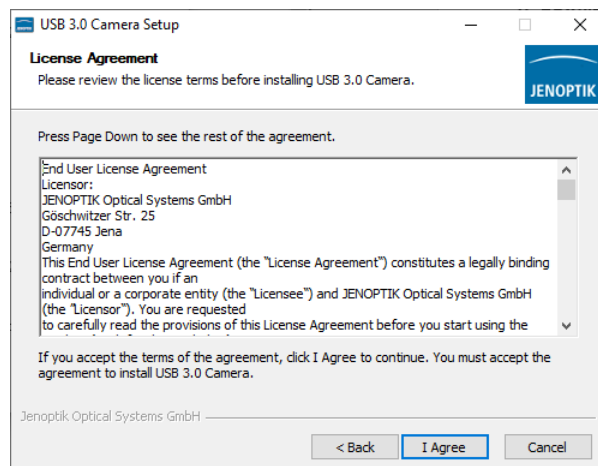 USB 3.0 Camera Setup
License Agreement
Please review the license terms before installing USB 3.0 Camera.
JENOPTIK
Press Page Down to see the rest of the agreement.
End User License Agreement
Licensor:
JENOPTIK Optical Systems GmbH
Göschwitzer Str. 25
D-07745 Jena
Germany
This End User License Agreement (the "License Agreement") constitutes a legally binding
contract between you if an
individual or a corporate entity (the "Licensee") and JENOPTIK Optical Systems GmbH
(the "Licensor"). You are requested
to carefully read the provisions of this License Agreement before you start using the
If you accept the terms of the agreement, click I Agree to continue. You must accept the
agreement to install USB 3.0 Camera.
Jenoptik Optical Systems GmbH
< Back
I Agree
Cancel